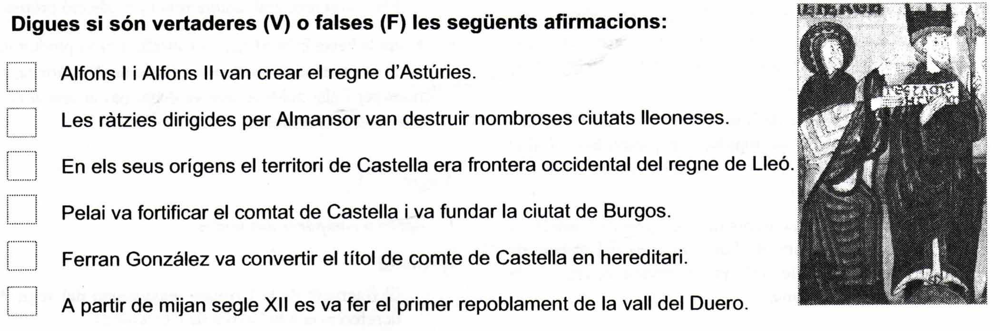 Digues si són vertaderes (V) o falses (F) les següents afirmacions:
Alfons I i Alfons II van crear el regne d'Astúries.
Les ràtzies dirigides per Almansor van destruir nombroses ciutats lleoneses.
En els seus orígens el territori de Castella era frontera occidental del regne de Lleó.
Pelai va fortificar el comtat de Castella i va fundar la ciutat de Burgos.
Ferran González va convertir el títol de comte de Castella en hereditari.
A partir de mijan segle XII es va fer el primer repoblament de la vall del Duero.